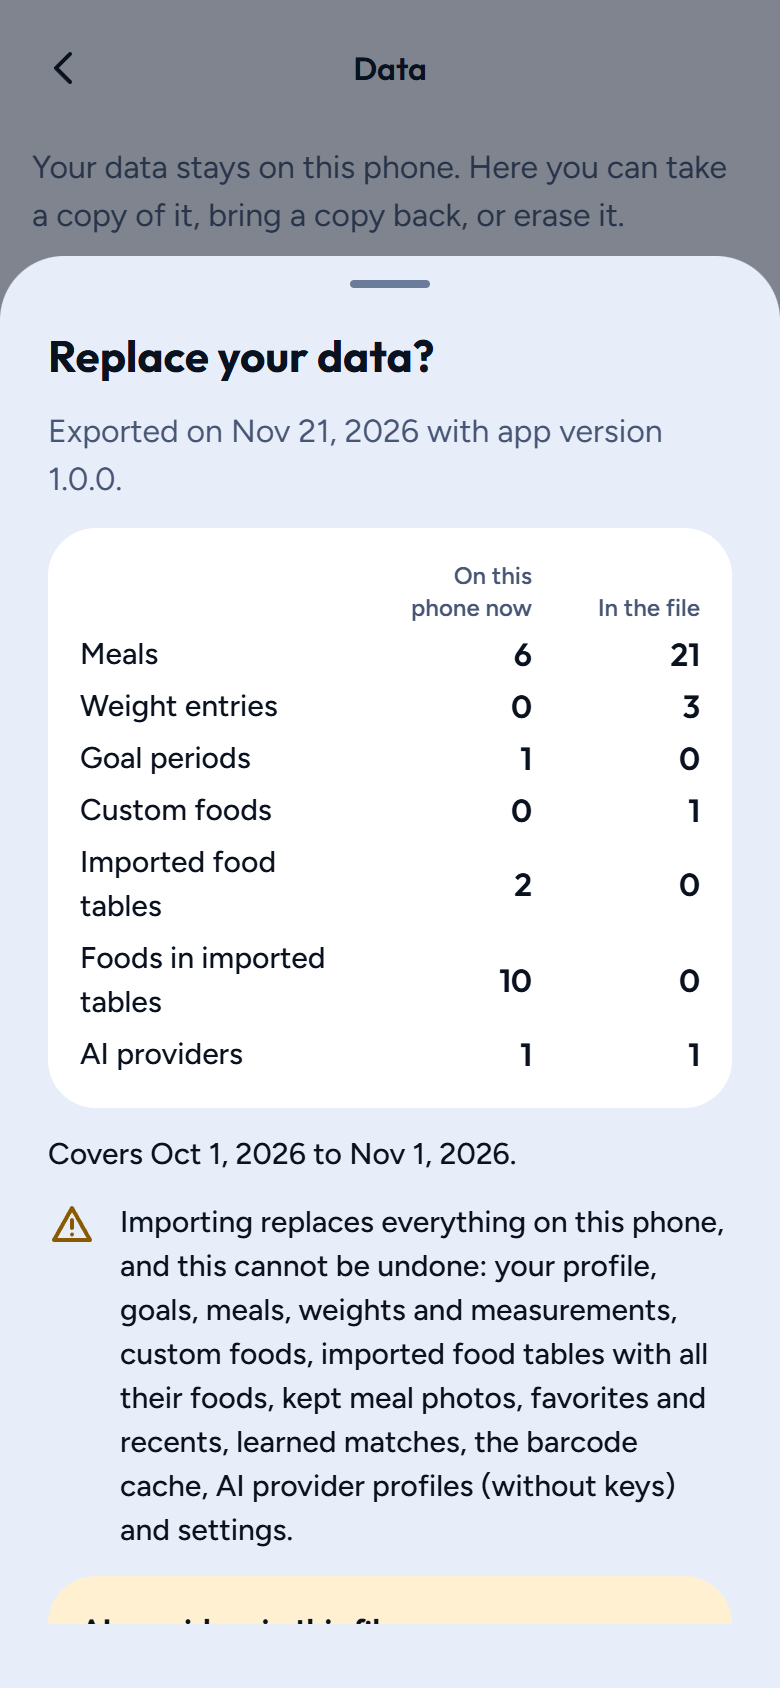 Data
Your data stays on this phone. Here you can take
a copy of it, bring a copy back, or erase it.
Replace your data?
Exported on Nov 21, 2026 with app version
1.0.0.
On this
phone now
In the file
Meals 6 21
Weight entries 0 3
Goal periods 1 0
Custom foods 0 1
Imported food
tables 2 0
Foods in imported
tables 10 0
AI providers 1 1
Covers Oct 1, 2026 to Nov 1, 2026.
Importing replaces everything on this phone,
and this cannot be undone: your profile,
goals, meals, weights and measurements,
custom foods, imported food tables with all
their foods, kept meal photos, favorites and
recents, learned matches, the barcode
cache, AI provider profiles (without keys)
and settings.